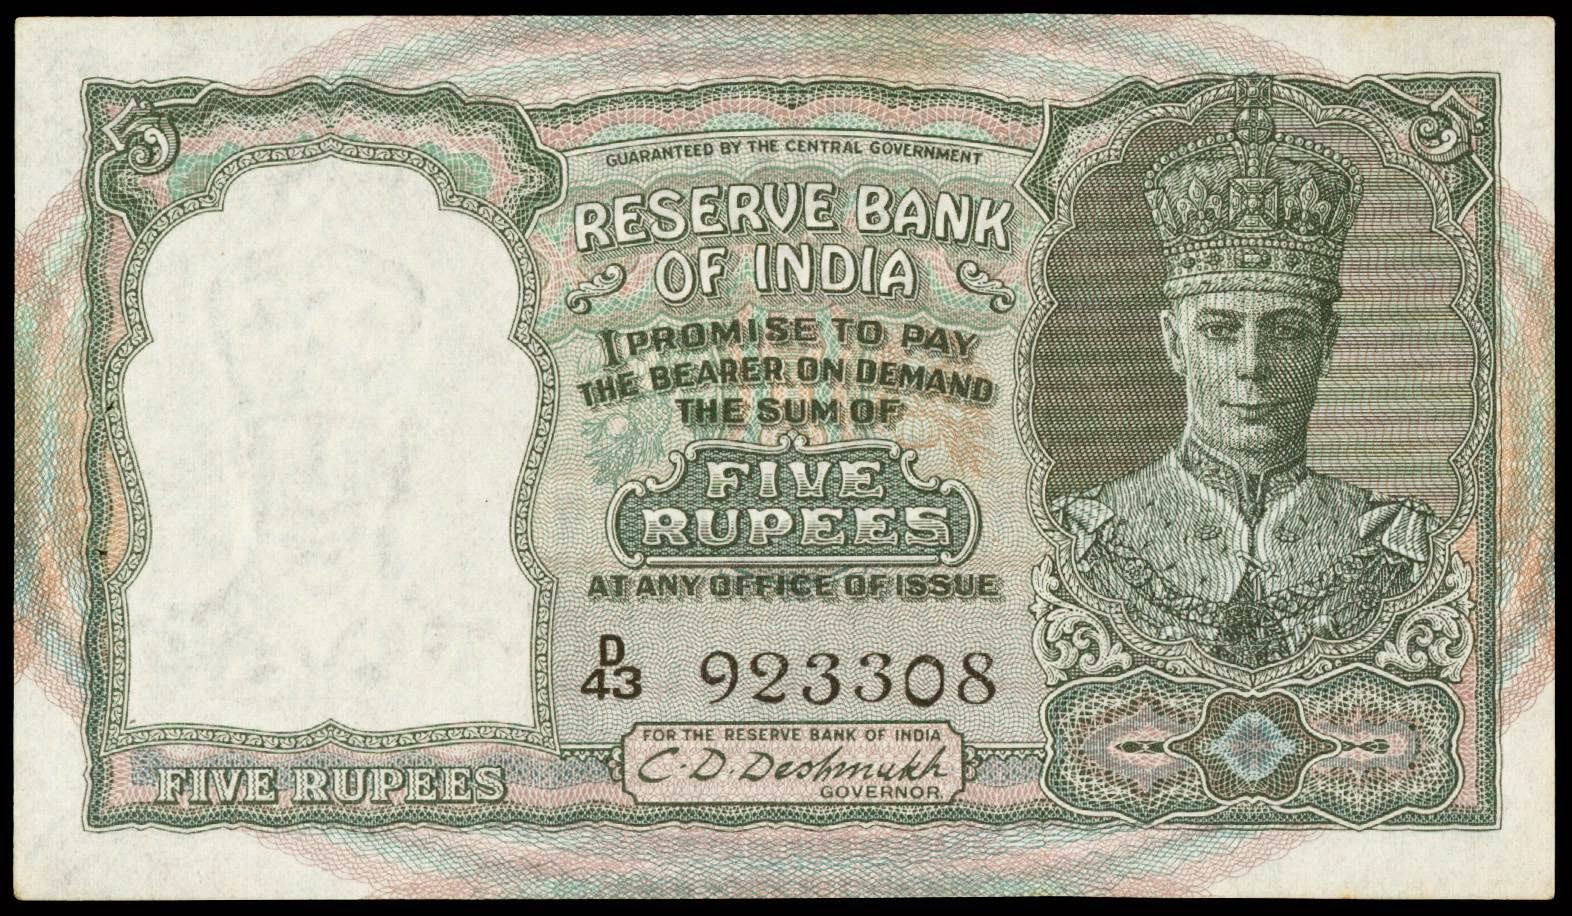 5
5
GUARANTEED BY THE CENTRAL GOVERNMENT
RESERVE BANK
OF INDIA
I PROMISE TO PAY
THE BEARER ON DEMAND
THE SUM OF
FIVE
RUPEES
AT ANY OFFICE OF ISSUE
D
43 923308
FOR THE RESERVE BANK OF INDIA
C. D. Deshmukh
GOVERNOR
FIVE RUPEES